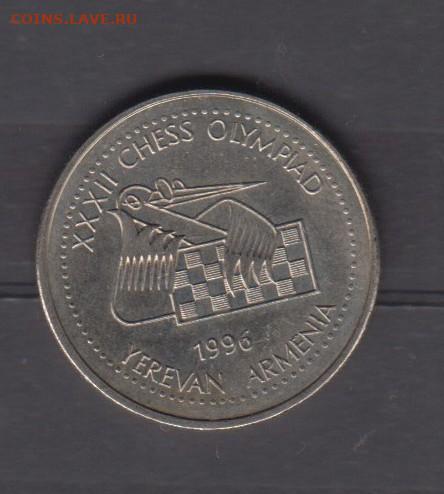 COINS.LAVE.RU
XXXII CHESS OLYMPIAD
1996
YEREVAN ARMENIA